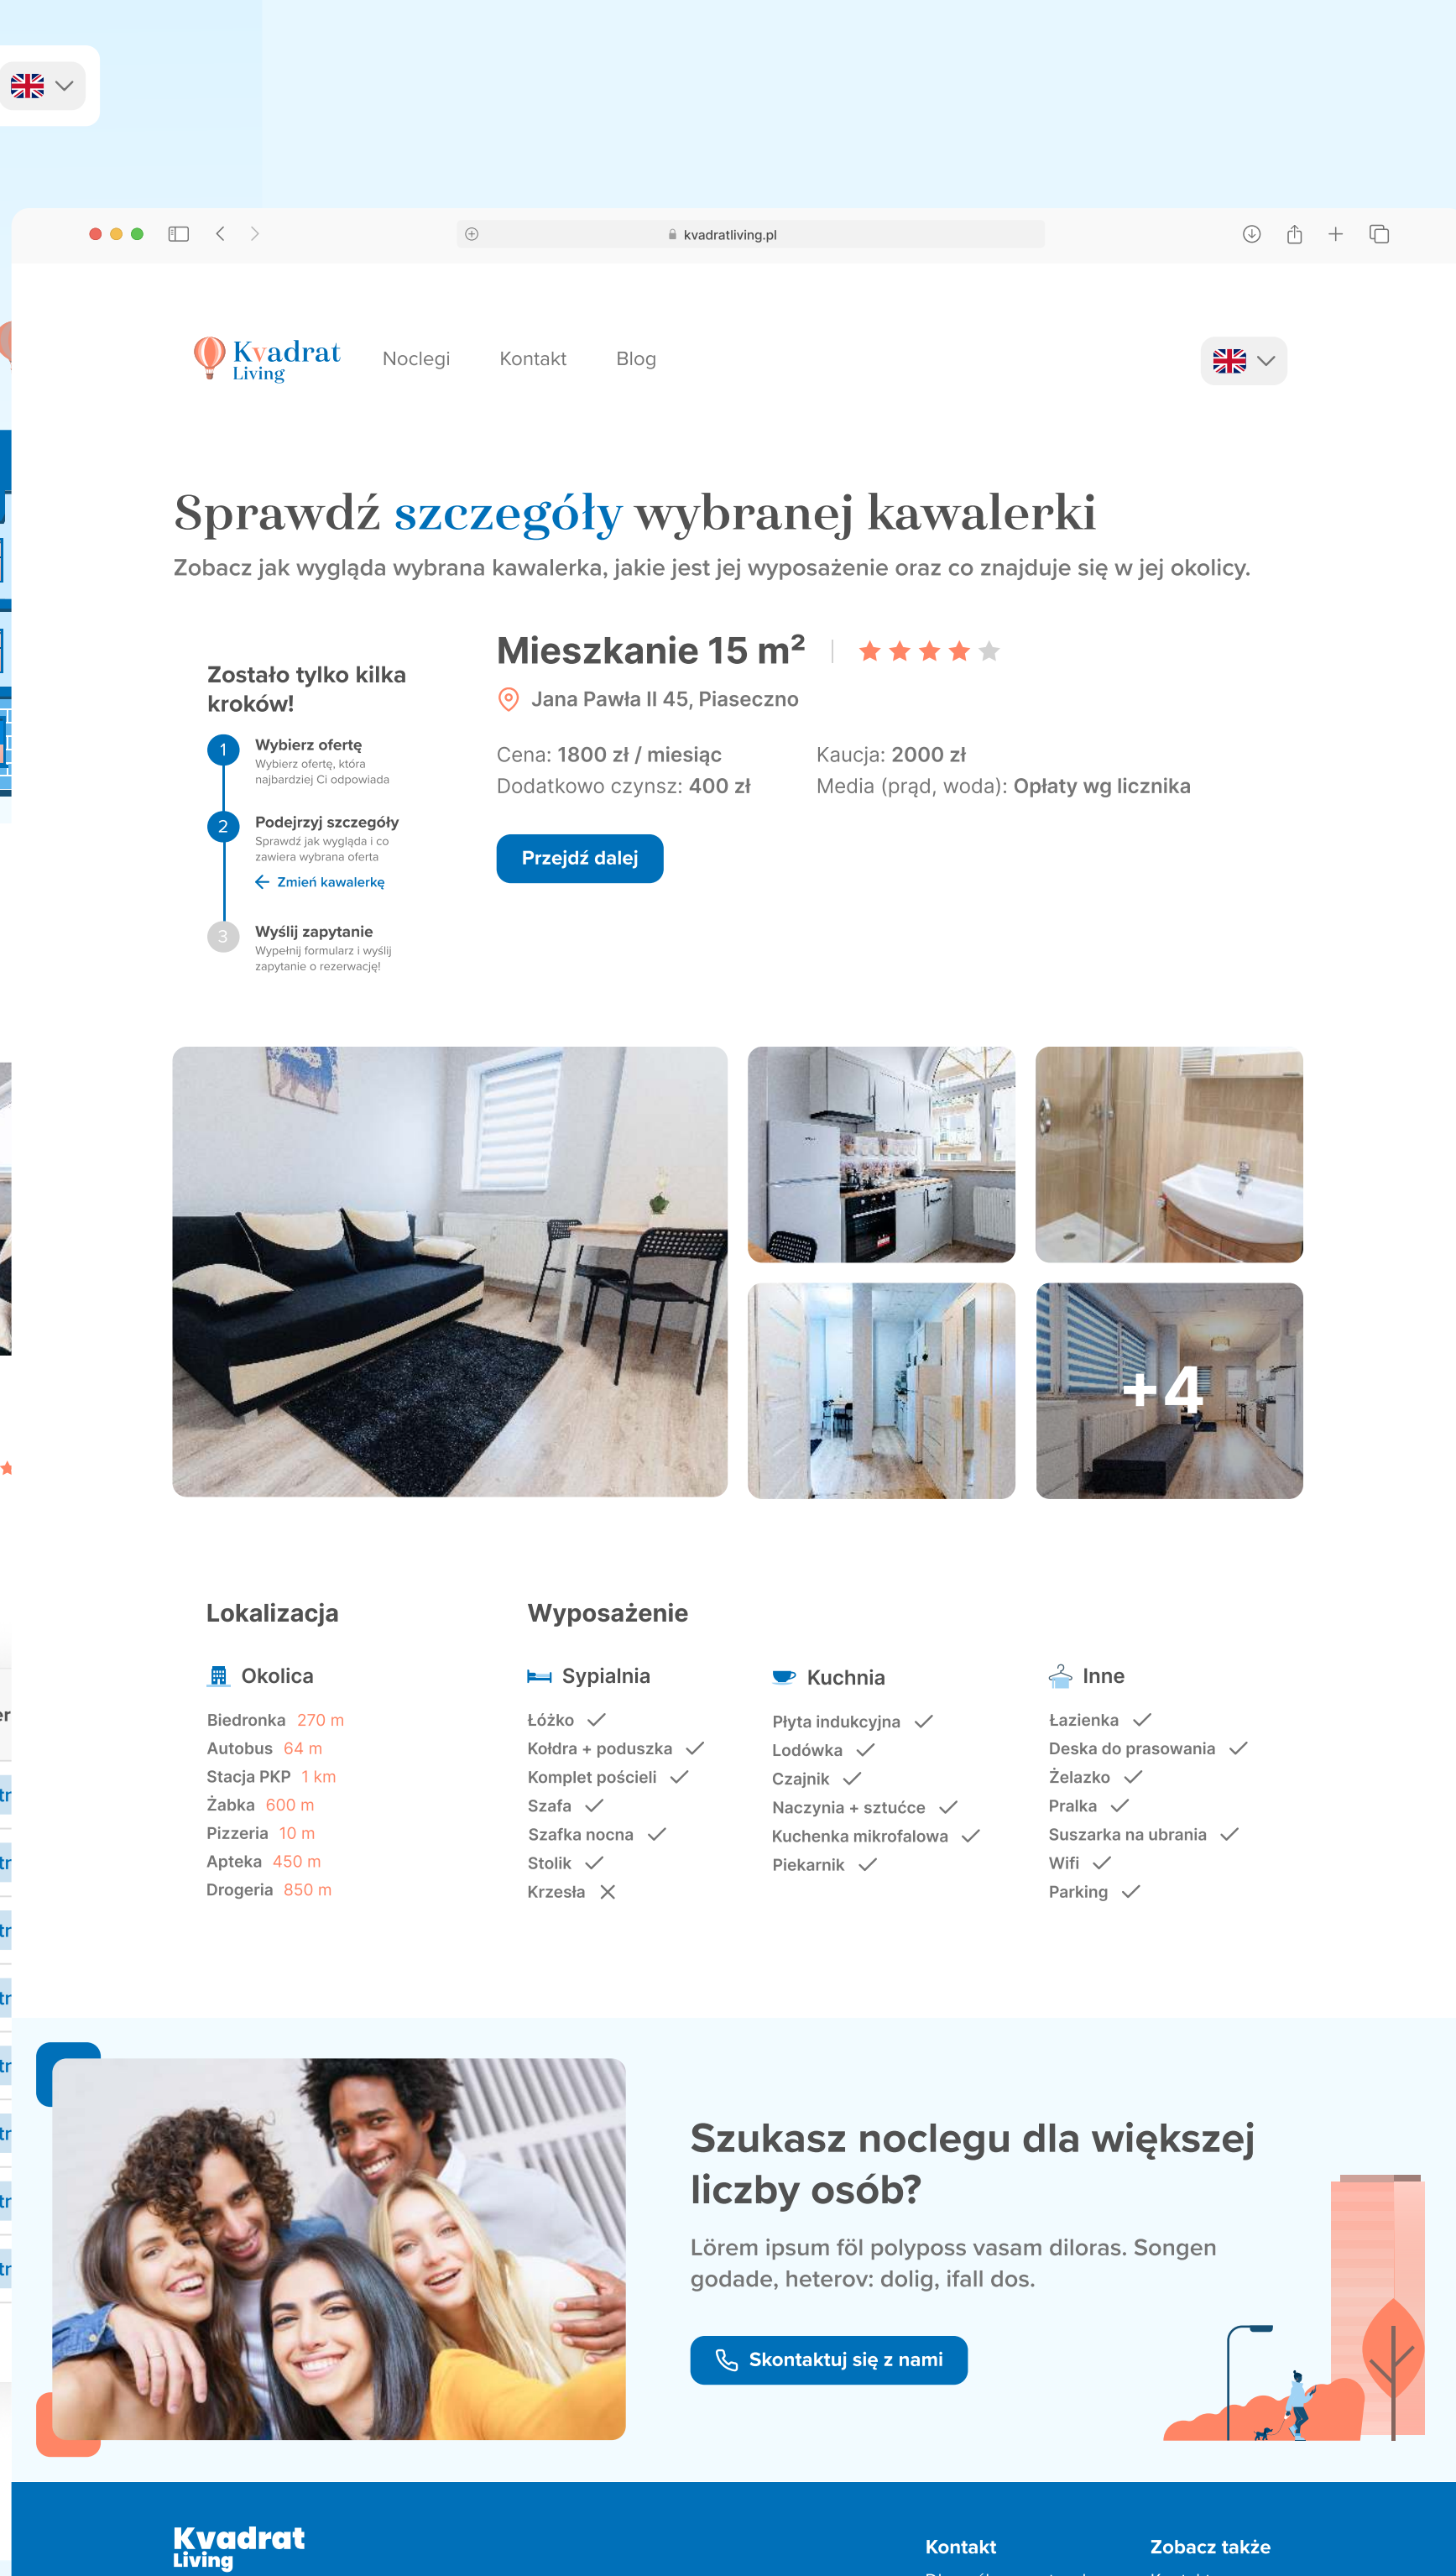 kvadratliving.pl
Kvadrat
Living
Noclegi
Kontakt
Blog
Sprawdź szczegóły wybranej kawalerki
Zobacz jak wygląda wybrana kawalerka, jakie jest jej wyposażenie oraz co znajduje się w jej okolicy.
Zostało tylko kilka
kroków!
1
Wybierz ofertę
Wybierz ofertę, która
najbardziej Ci odpowiada
2
Podejrzyj szczegóły
Sprawdź jak wygląda i co
zawiera wybrana oferta
Zmień kawalerkę
3
Wyślij zapytanie
Wypełnij formularz i wyślij
zapytanie o rezerwację!
Mieszkanie 15 m²
Jana Pawła II 45, Piaseczno
Cena: 1800 zł / miesiąc
Kaucja: 2000 zł
Dodatkowo czynsz: 400 zł
Media (prąd, woda): Opłaty wg licznika
Przejdź dalej
+4
Lokalizacja
Okolica
Biedronka 270 m
Autobus 64 m
Stacja PKP 1 km
Żabka 600 m
Pizzeria 10 m
Apteka 450 m
Drogeria 850 m
Wyposażenie
Sypialnia
Łóżko
Kołdra + poduszka
Komplet pościeli
Szafa
Szafka nocna
Stolik
Krzesła
Kuchnia
Płyta indukcyjna
Lodówka
Czajnik
Naczynia + sztućce
Kuchenka mikrofalowa
Piekarnik
Inne
Łazienka
Deska do prasowania
Żelazko
Pralka
Suszarka na ubrania
Wifi
Parking
Szukasz noclegu dla większej
liczby osób?
Lörem ipsum föl polyposs vasam diloras. Songen
godade, heterov: dolig, ifall dos.
Skontaktuj się z nami
Kvadrat
Living
Kontakt
Zobacz także